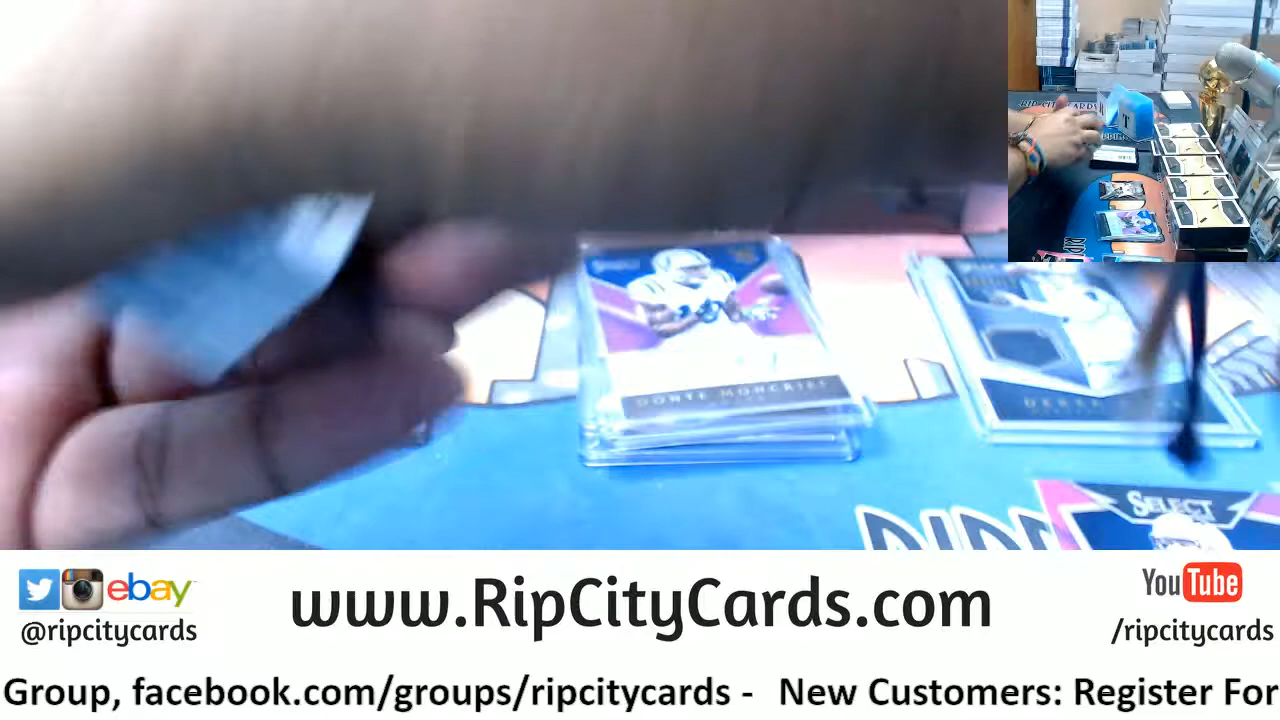 DONTE MONCRIEF
SELECT
ebay
@ripcitycards
www.RipCityCards.com
YouTube
/ripcitycards
Group, facebook.com/groups/ripcitycards - New Customers: Register For